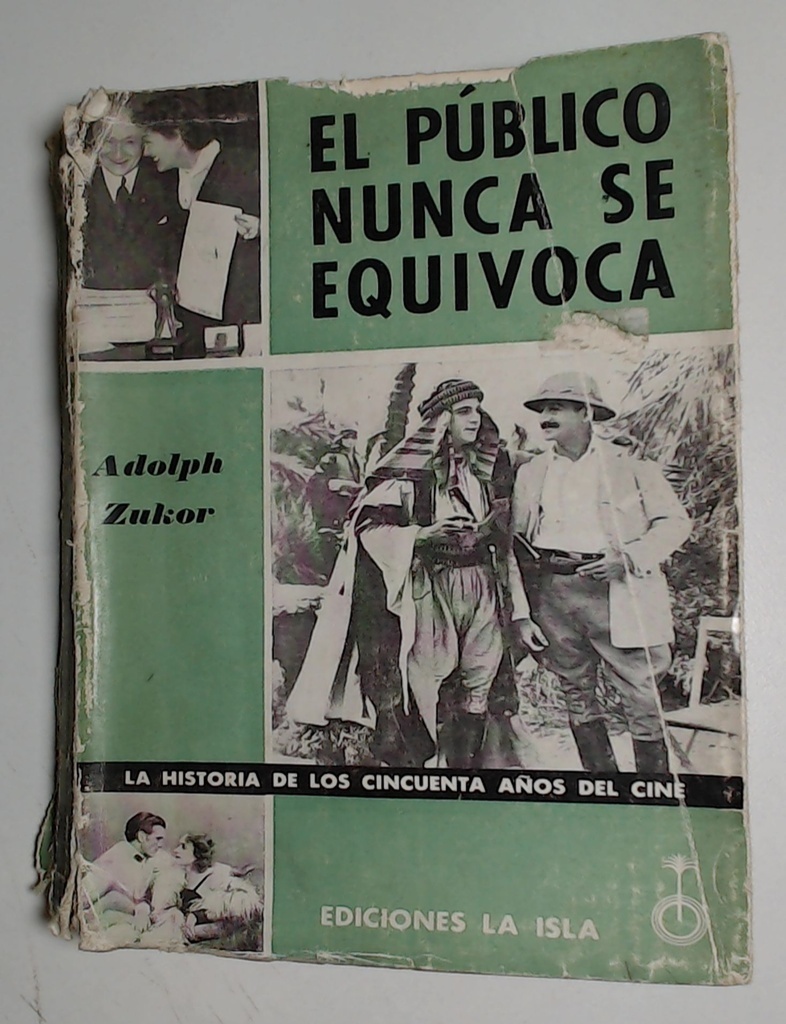 EL PÚBLICO
NUNCA SE
EQUIVOCA
Adolph
Zukor
LA HISTORIA DE LOS CINCUENTA AÑOS DEL CINE
EDICIONES LA ISLA